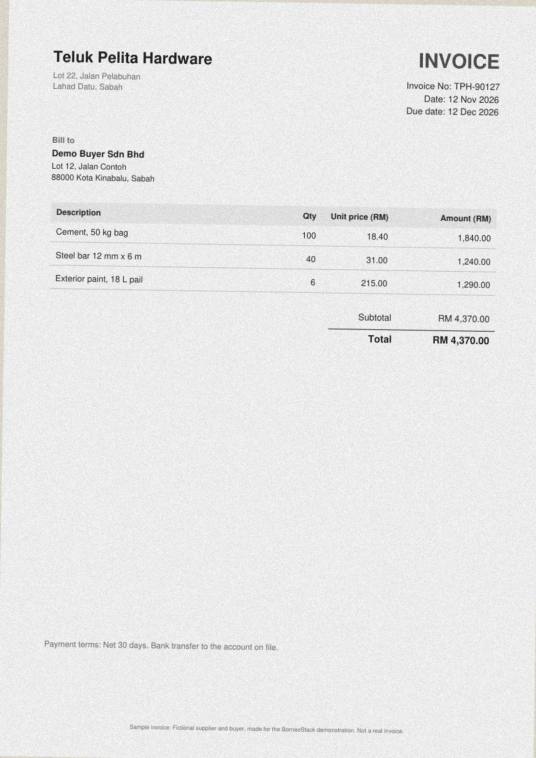 Teluk Pelita Hardware
Lot 22, Jalan Pelabuhan
Lahad Datu, Sabah
INVOICE
Invoice No: TPH-90127
Date: 12 Nov 2026
Due date: 12 Dec 2026
Bill to
Demo Buyer Sdn Bhd
Lot 12, Jalan Contoh
88000 Kota Kinabalu, Sabah
Description Qty Unit price (RM) Amount (RM)
Cement, 50 kg bag 100 18.40 1,840.00
Steel bar 12 mm x 6 m 40 31.00 1,240.00
Exterior paint, 18 L pail 6 215.00 1,290.00
Subtotal RM 4,370.00
Total RM 4,370.00
Payment terms: Net 30 days. Bank transfer to the account on file.
Sample invoice: Fictional supplier and buyer, made for the BorneoStack demonstration. Not a real invoice.